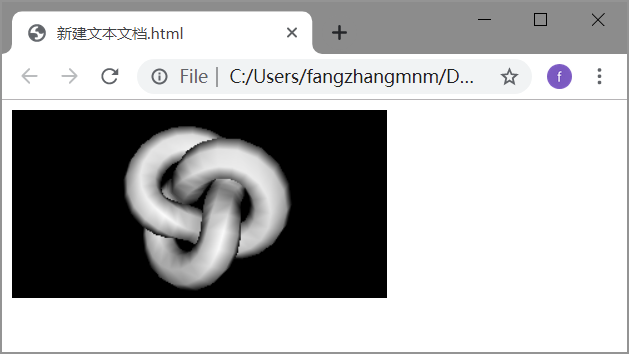 新建文本文档.html
File | C:/Users/fangzhangmnm/D...
f